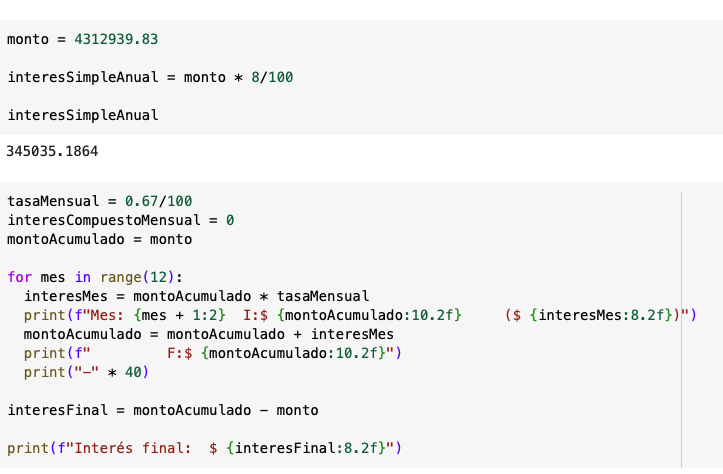 monto = 4312939.83
interesSimpleAnual = monto * 8/100
interesSimpleAnual
345035.1864
tasaMensual = 0.67/100
interesCompuestoMensual = 0
montoAcumulado = monto
for mes in range(12):
  interesMes = montoAcumulado * tasaMensual
  print(f"Mes: {mes + 1:2}  I:$ {montoAcumulado:10.2f}     ($ {interesMes:8.2f})")
  montoAcumulado = montoAcumulado + interesMes
  print(f"         F:$ {montoAcumulado:10.2f}")
  print("-" * 40)
interesFinal = montoAcumulado - monto
print(f"Interés final:  $ {interesFinal:8.2f}")